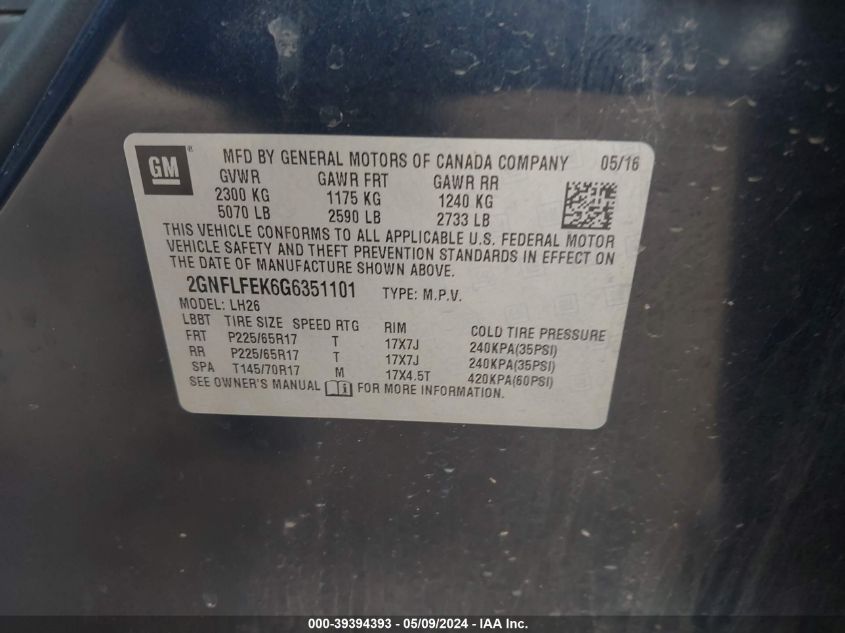 GM ® MFD BY GENERAL MOTORS OF CANADA COMPANY 05/16
GVWR GAWR FRT GAWR RR
2300 KG 1175 KG 1240 KG
5070 LB 2590 LB 2733 LB
THIS VEHICLE CONFORMS TO ALL APPLICABLE U.S. FEDERAL MOTOR
VEHICLE SAFETY AND THEFT PREVENTION STANDARDS IN EFFECT ON
THE DATE OF MANUFACTURE SHOWN ABOVE.
2GNFLFEK6G6351101 TYPE: M.P.V.
MODEL: LH26
LBBT TIRE SIZE SPEED RTG RIM COLD TIRE PRESSURE
FRT P225/65R17 T 17X7J 240KPA(35PSI)
RR P225/65R17 T 17X7J 240KPA(35PSI)
SPA T145/70R17 M 17X4.5T 420KPA(60PSI)
SEE OWNER'S MANUAL FOR MORE INFORMATION.
000-39394393 - 05/09/2024 - IAA Inc.